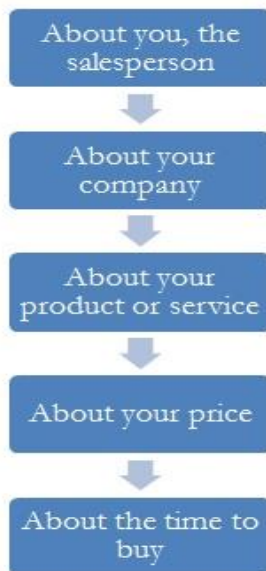 About you, the
salesperson
About your
company
About your
product or service
About your price
About the time to
buy